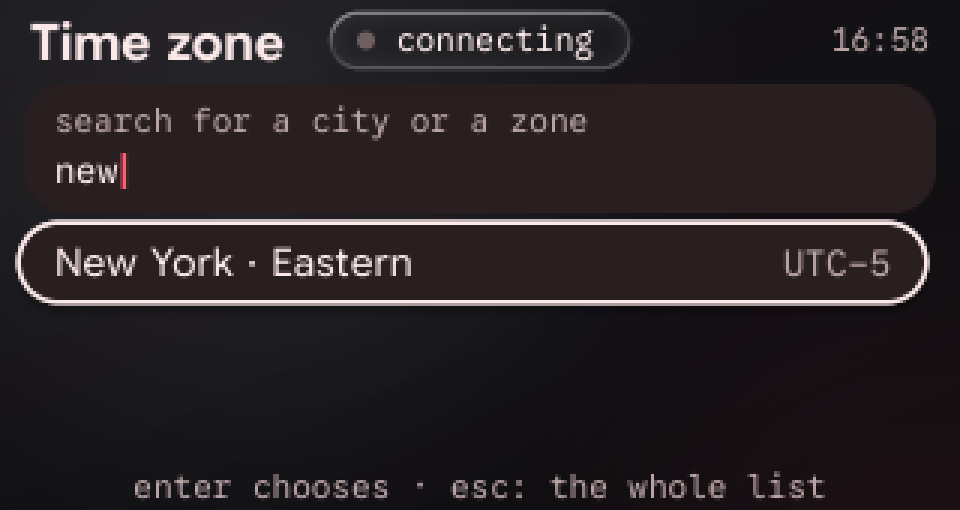 Time zone connecting 16:58
search for a city or a zone
new
New York · Eastern UTC−5
enter chooses · esc: the whole list